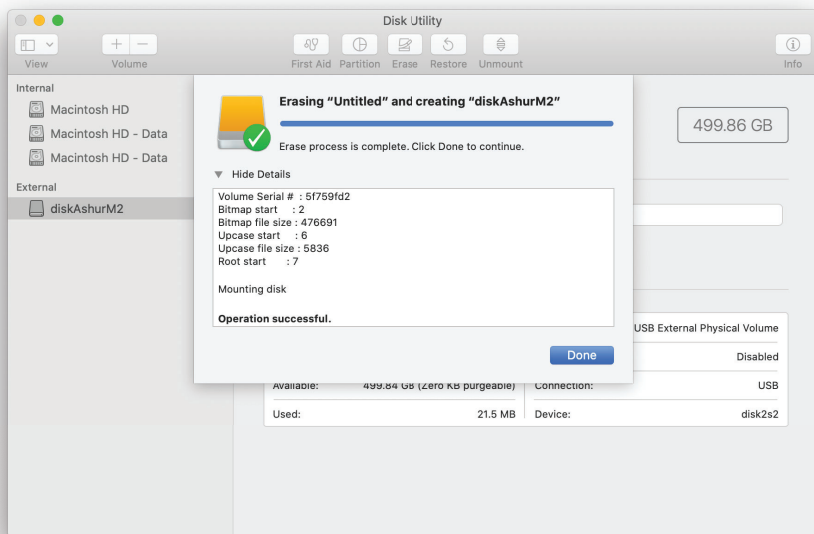 Disk Utility
View
Volume
First Aid
Partition
Erase
Restore
Unmount
Info
Internal
Macintosh HD
Macintosh HD - Data
Macintosh HD - Data
External
diskAshurM2
Erasing “Untitled” and creating “diskAshurM2”
Erase process is complete. Click Done to continue.
Hide Details
Volume Serial # : 5f759fd2
Bitmap start : 2
Bitmap file size : 476691
Upcase start : 6
Upcase file size : 5836
Root start : 7
Mounting disk
Operation successful.
Done
499.86 GB
USB External Physical Volume
Disabled
Available: 499.84 GB (Zero KB purgeable)
Connection: USB
Used: 21.5 MB
Device: disk2s2